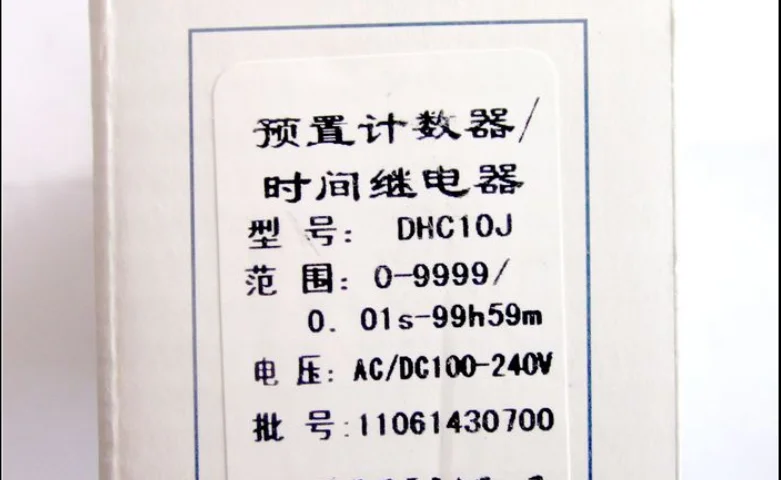 预置计数器/
时间继电器
型 号: DHC10J
范 围: 0-9999/
0. 01s-99h59m
电 压: AC/DC100-240V
批 号:11061430700